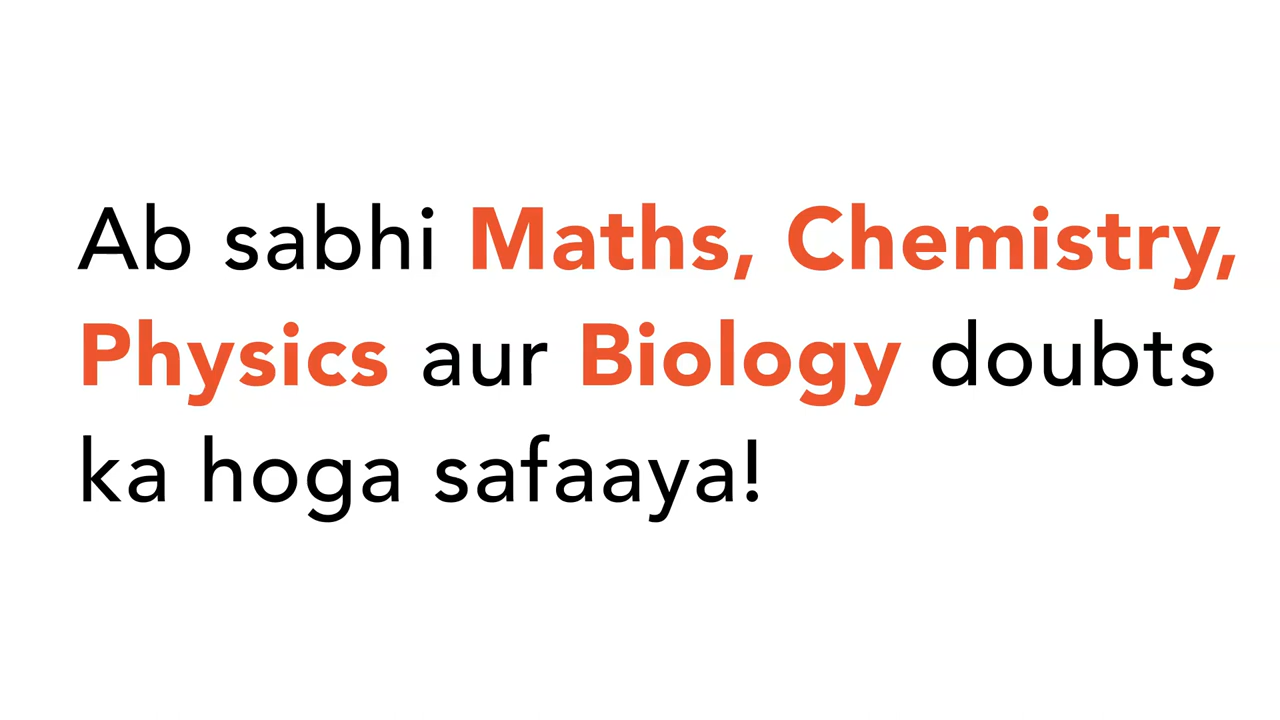 Ab sabhi Maths, Chemistry,
Physics aur Biology doubts
ka hoga safaaya!